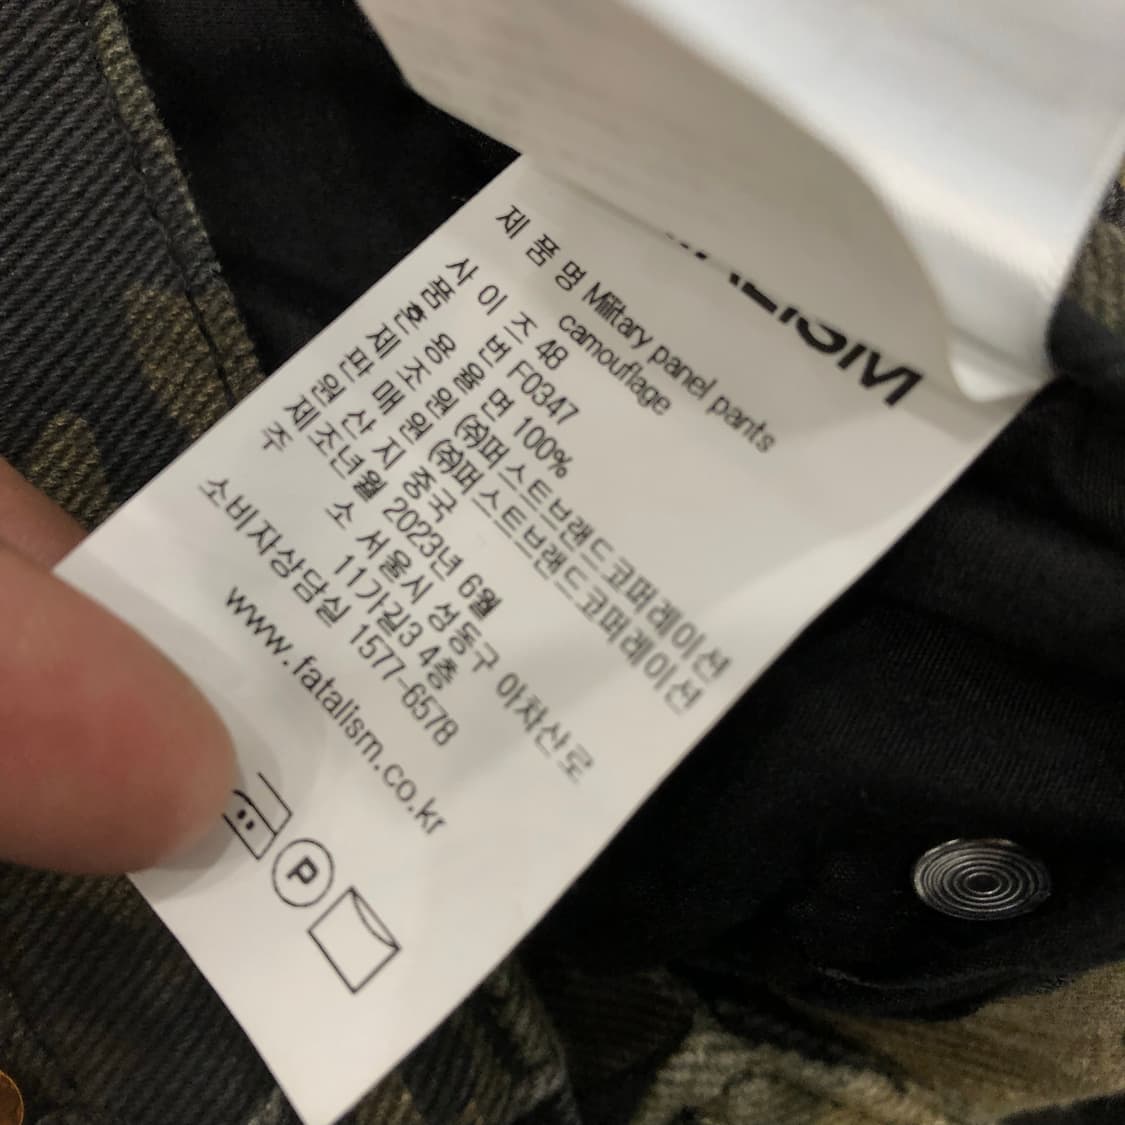 ALISM
제 품 명 Military panel pants
camouflage
사 이 즈 48
품 번 F0347
혼 용 율 면 100%
제 조 원 ㈜퍼스트브랜드코퍼레이션
판 매 원 ㈜퍼스트브랜드코퍼레이션
원 산 지 중국
제조년월 2023년 6월
주 소 서울시 성동구 아차산로
11가길3 4층
소비자상담실 1577-6578
www.fatalism.co.kr
P